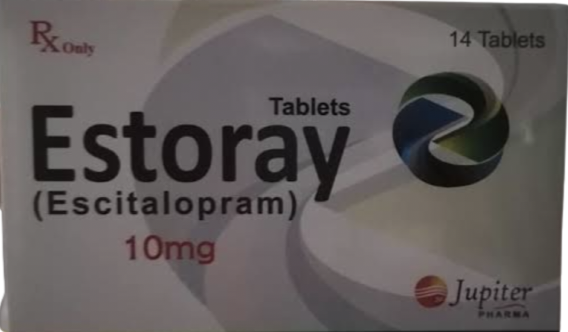 Rx Only
14 Tablets
Tablets
Estoray
(Escitalopram)
10mg
Jupiter
PHARMA